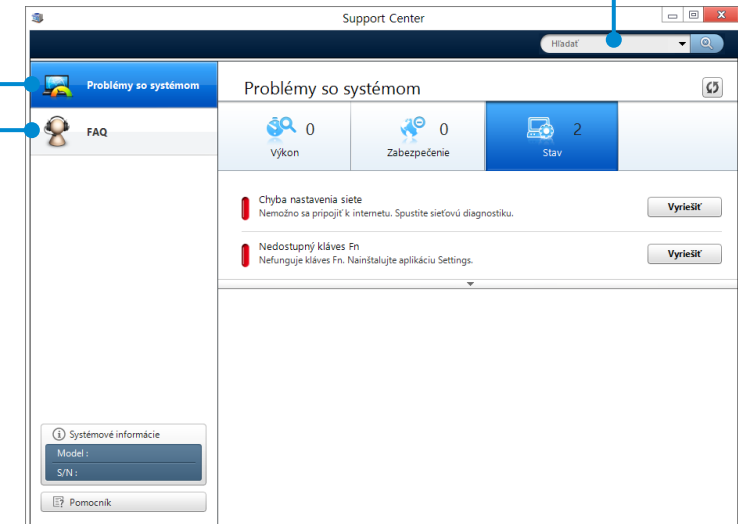 Support Center
Hľadať
Problémy so systémom
FAQ
Problémy so systémom
0
Výkon
0
Zabezpečenie
2
Stav
Chyba nastavenia siete
Nemožno sa pripojiť k internetu. Spustite sieťovú diagnostiku.
Vyriešiť
Nedostupný kláves Fn
Nefunguje kláves Fn. Nainštalujte aplikáciu Settings.
Vyriešiť
Systémové informácie
Model :
S/N :
Pomocník